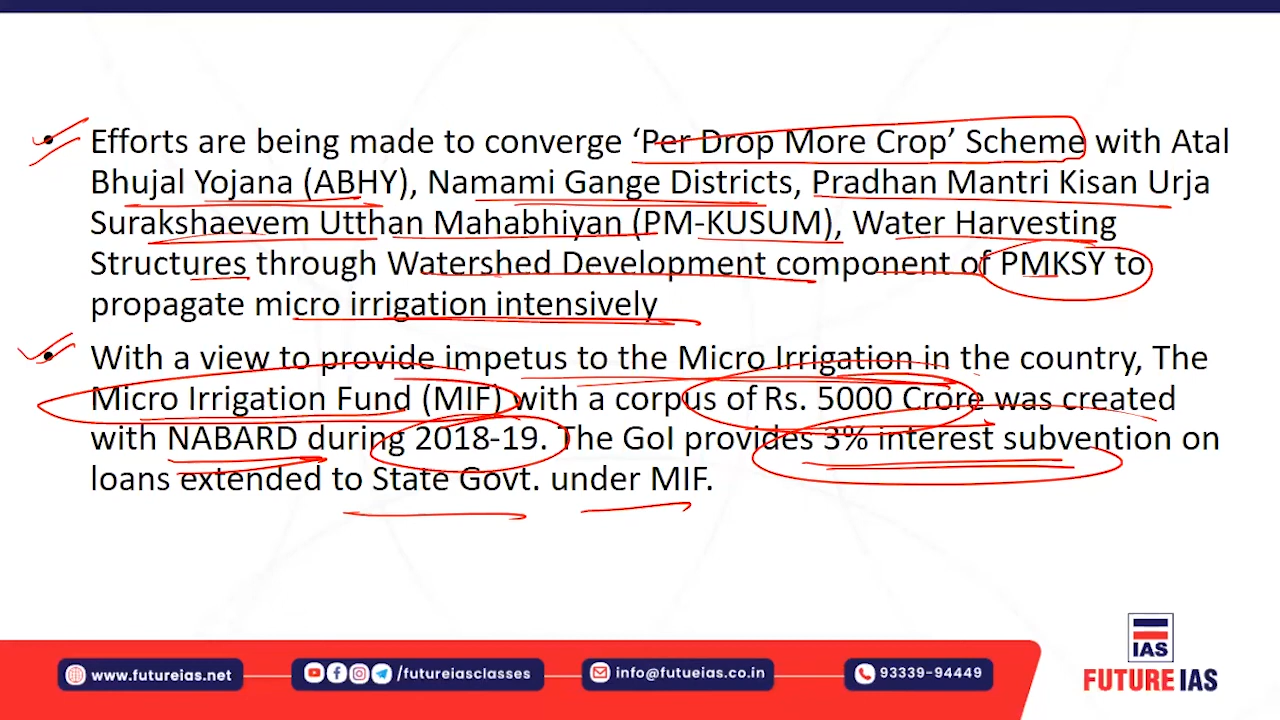 Efforts are being made to converge ‘Per Drop More Crop’ Scheme with Atal
Bhujal Yojana (ABHY), Namami Gange Districts, Pradhan Mantri Kisan Urja
Surakshaevem Utthan Mahabhiyan (PM-KUSUM), Water Harvesting
Structures through Watershed Development component of PMKSY to
propagate micro irrigation intensively
With a view to provide impetus to the Micro Irrigation in the country, The
Micro Irrigation Fund (MIF) with a corpus of Rs. 5000 Crore was created
with NABARD during 2018-19. The GoI provides 3% interest subvention on
loans extended to State Govt. under MIF.
IAS
FUTURE IAS
www.futureias.net
/futureiasclasses
info@futueias.co.in
93339-94449